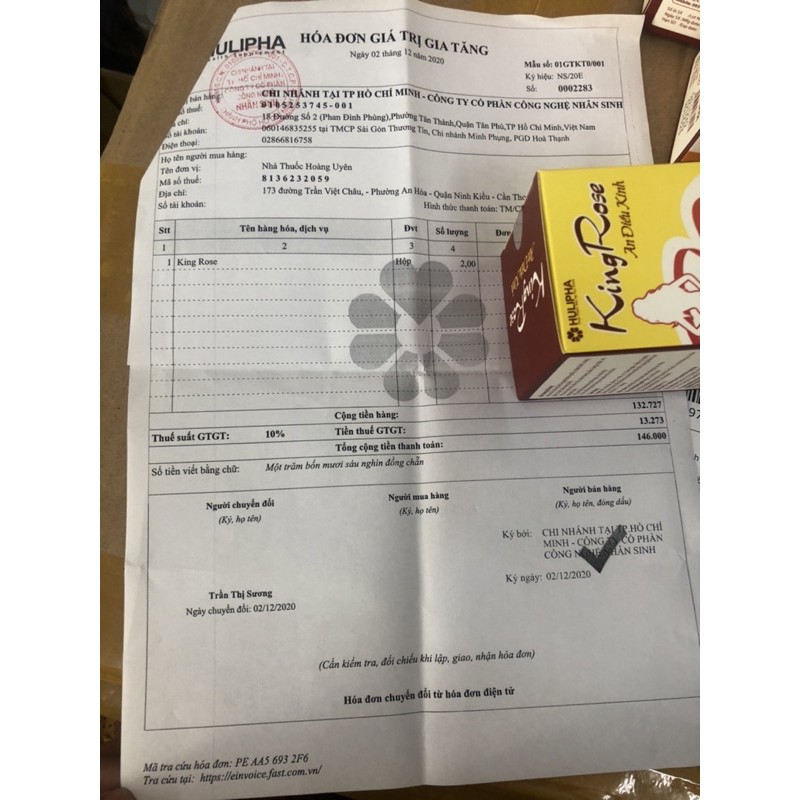 HULIPHA
HÓA ĐƠN GIÁ TRỊ GIA TĂNG
Ngày 02 tháng 12 năm 2020
Mẫu số: 01GTKT0/001
Ký hiệu: NS/20E
Số: 0002283
bán hàng: CHI NHÁNH TẠI TP HỒ CHÍ MINH - CÔNG TY CỔ PHẦN CÔNG NGHỆ NHÂN SINH
thuế: 0105253745-001
chỉ: 18 Đường Số 2 (Phan Đình Phùng),Phường Tân Thành,Quận Tân Phú,TP Hồ Chí Minh,Việt Nam
tài khoản: 060146835255 tại TMCP Sài Gòn Thương Tín, Chi nhánh Minh Phụng, PGD Hoà Thạnh
Điện thoại: 02866816758
Họ tên người mua hàng:
Tên đơn vị: Nhà Thuốc Hoàng Uyên
Mã số thuế: 8136232059
Địa chỉ: 173 đường Trần Việt Châu, - Phường An Hòa - Quận Ninh Kiều - Cần
Số tài khoản: Hình thức thanh toán: TM/C
Stt Tên hàng hóa, dịch vụ Đvt Số lượng
1 2 3 4
1 King Rose Hộp 2,00
Cộng tiền hàng: 132.727
Thuế suất GTGT: 10% Tiền thuế GTGT: 13.273
Tổng cộng tiền thanh toán: 146.000
Số tiền viết bằng chữ: Một trăm bốn mươi sáu nghìn đồng chẵn
Người chuyển đổi Người mua hàng Người bán hàng
(Ký, họ tên) (Ký, họ tên) (Ký, họ tên, đóng dấu)
Ký bởi: CHI NHÁNH TẠI TP.HỒ CHÍ
MINH - CÔNG TY CỔ PHẦN
CÔNG NGHỆ NHÂN SINH
Ký ngày: 02/12/2020
Trần Thị Sương
Ngày chuyển đổi: 02/12/2020
(Cần kiểm tra, đối chiếu khi lập, giao, nhận hóa đơn)
Hóa đơn chuyển đổi từ hóa đơn điện tử
Mã tra cứu hóa đơn: PE AA5 693 2F6
Tra cứu tại: https://einvoice.fast.com.vn/
HULIPHA
King Rose
An Điều Kinh
King Rose